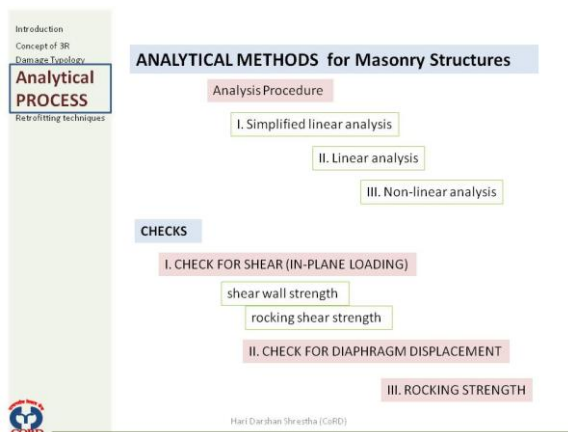 Introduction
Concept of 3R
Damage Typology
Analytical
PROCESS
Retrofitting techniques
ANALYTICAL METHODS for Masonry Structures
Analysis Procedure
I. Simplified linear analysis
II. Linear analysis
III. Non-linear analysis
CHECKS
I. CHECK FOR SHEAR (IN-PLANE LOADING)
shear wall strength
rocking shear strength
II. CHECK FOR DIAPHRAGM DISPLACEMENT
III. ROCKING STRENGTH
Hari Darshan Shrestha (CoRD)
CORD